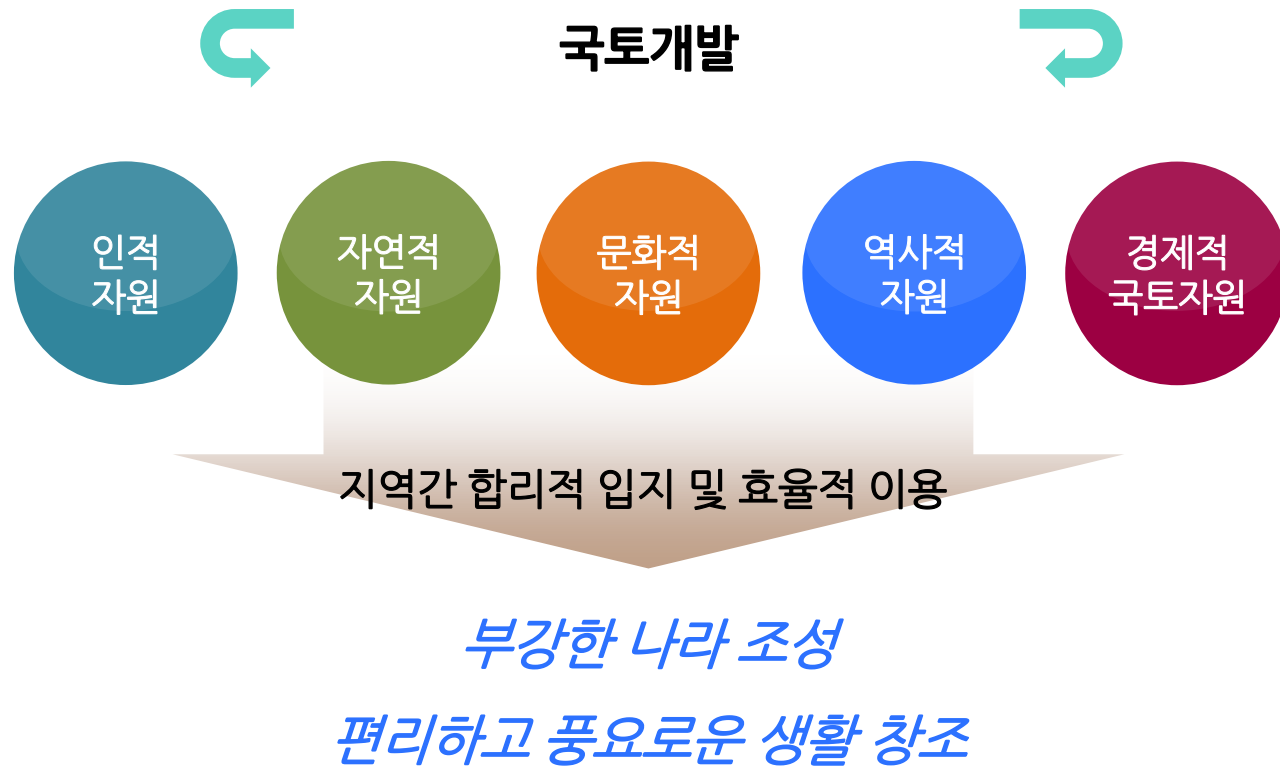 국토개발
인적
자원
자연적
자원
문화적
자원
역사적
자원
경제적
국토자원
지역간 합리적 입지 및 효율적 이용
부강한 나라 조성
편리하고 풍요로운 생활 창조